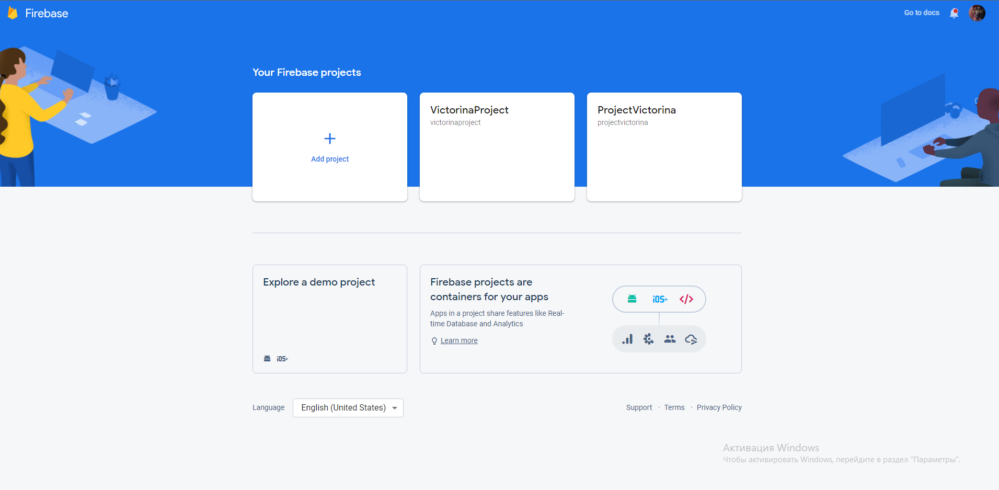 Firebase
Go to docs
Your Firebase projects
Add project
VictorinaProject
victorinaproject
ProjectVictorina
projectvictorina
Explore a demo project
iOS+
Firebase projects are
containers for your apps
Apps in a project share features like Real-
time Database and Analytics
Learn more
iOS+
</>
Language
English (United States)
Support · Terms · Privacy Policy
Активация Windows
Чтобы активировать Windows, перейдите в раздел "Параметры".